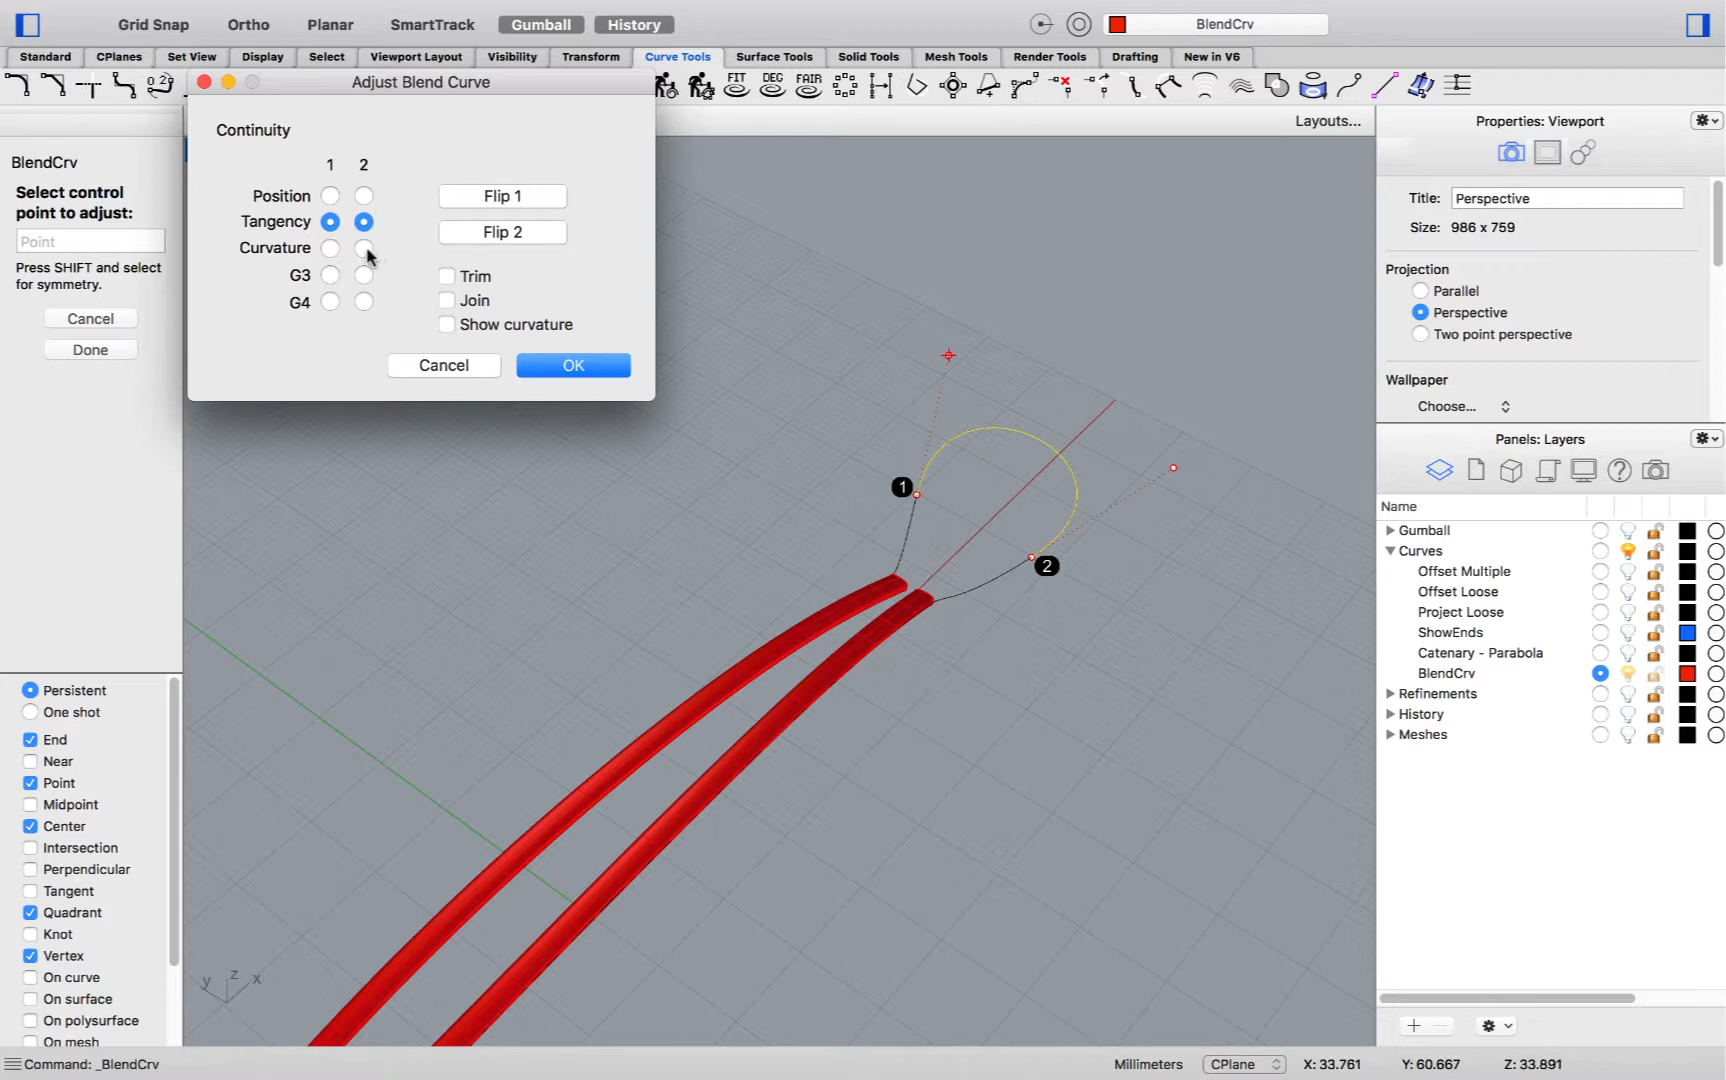 Grid Snap Ortho Planar SmartTrack Gumball History BlendCrv
Standard CPlanes Set View Display Select Viewport Layout Visibility Transform Curve Tools Surface Tools Solid Tools Mesh Tools Render Tools Drafting New in V6
FIT DEG FAIR
Adjust Blend Curve
Layouts...
Continuity
1 2
Position
Tangency
Curvature
G3
G4
Flip 1
Flip 2
Trim
Join
Show curvature
Cancel OK
BlendCrv
Select control
point to adjust:
Point
Press SHIFT and select
for symmetry.
Cancel
Done
Persistent
One shot
End
Near
Point
Midpoint
Center
Intersection
Perpendicular
Tangent
Quadrant
Knot
Vertex
On curve
On surface
On polysurface
On mesh
1
2
y z x
Properties: Viewport
Title: Perspective
Size: 986 x 759
Projection
Parallel
Perspective
Two point perspective
Wallpaper
Choose...
Panels: Layers
Name
Gumball
Curves
Offset Multiple
Offset Loose
Project Loose
ShowEnds
Catenary - Parabola
BlendCrv
Refinements
History
Meshes
Command: _BlendCrv
Millimeters CPlane X: 33.761 Y: 60.667 Z: 33.891